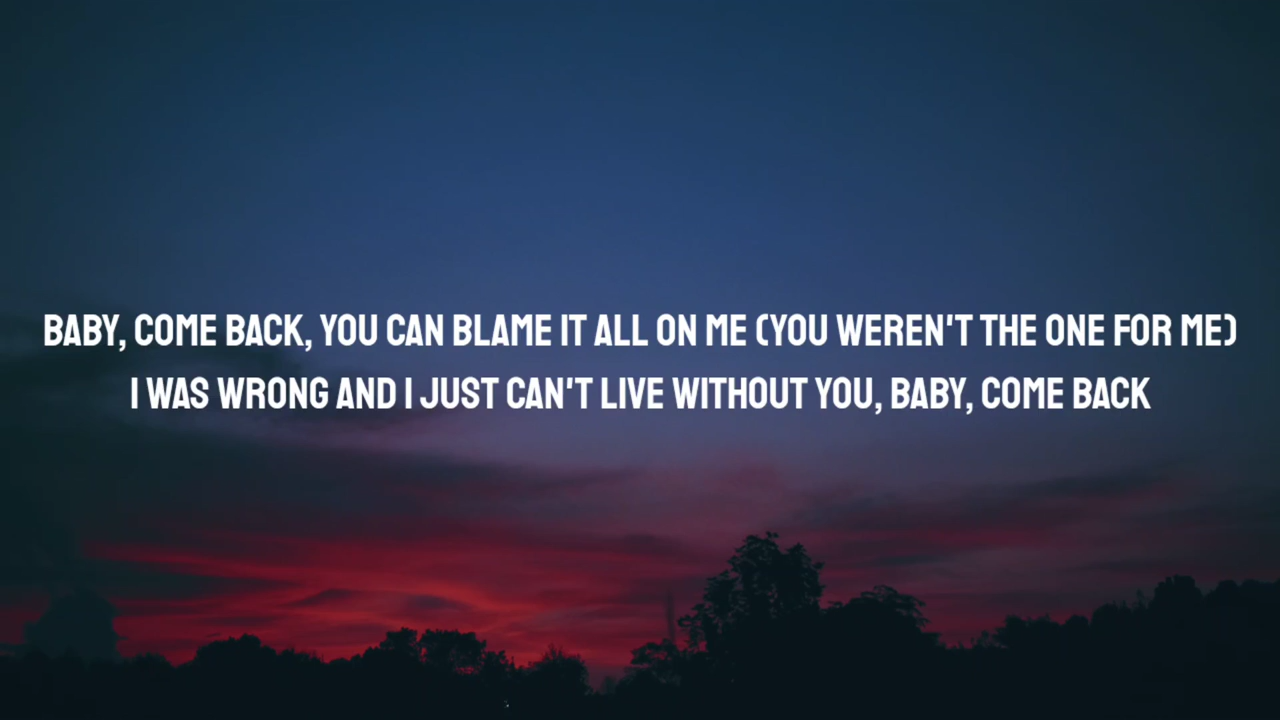 BABY, COME BACK, YOU CAN BLAME IT ALL ON ME (YOU WEREN'T THE ONE FOR ME)
I WAS WRONG AND I JUST CAN'T LIVE WITHOUT YOU, BABY, COME BACK